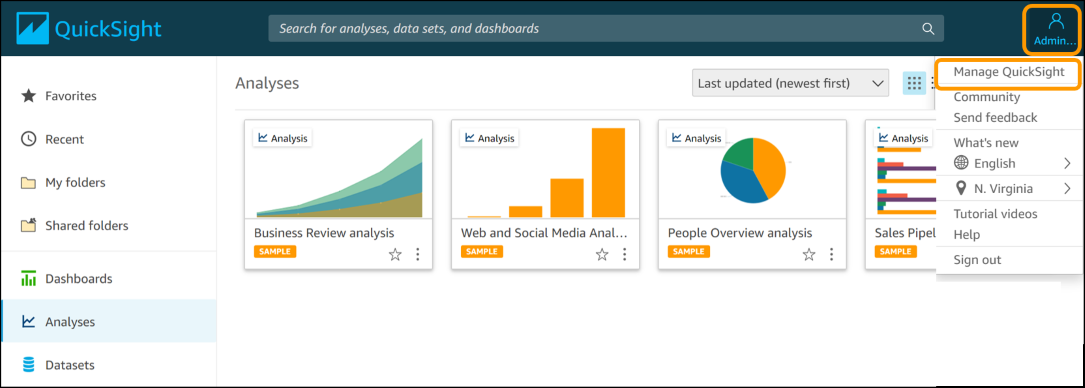 QuickSight
Search for analyses, data sets, and dashboards
Admin...
Favorites
Recent
My folders
Shared folders
Dashboards
Analyses
Datasets
Analyses
Last updated (newest first)
Analysis
Business Review analysis
SAMPLE
Analysis
Web and Social Media Anal...
SAMPLE
Analysis
People Overview analysis
SAMPLE
Analysis
Sales Pipel
SAMPLE
Manage QuickSight
Community
Send feedback
What's new
English
N. Virginia
Tutorial videos
Help
Sign out